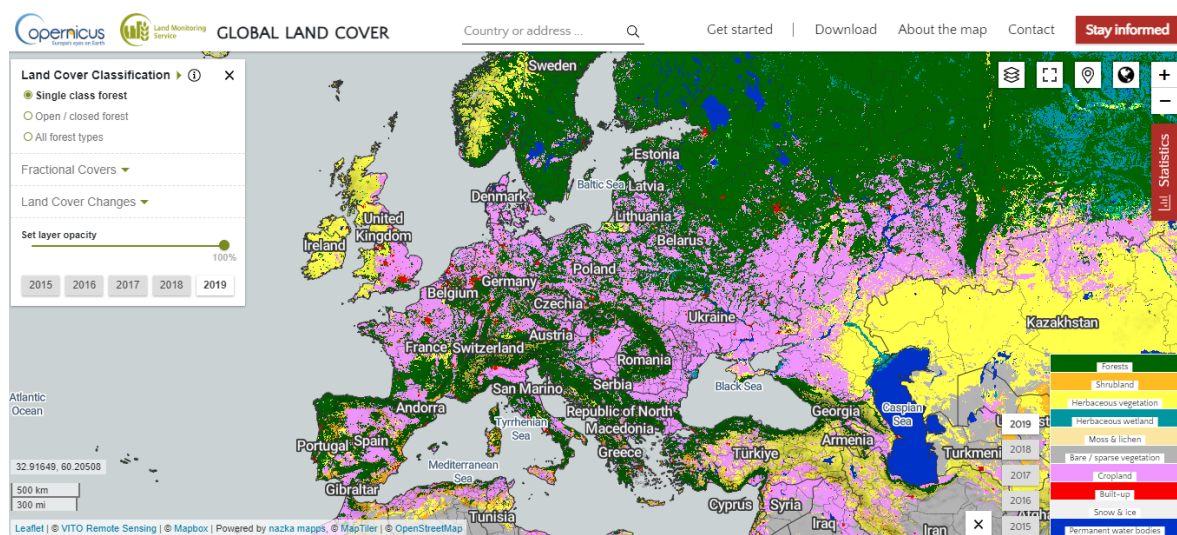 opernicus
Europe's eyes on Earth
Land Monitoring
Service
GLOBAL LAND COVER
Country or address ...
Get started
Download
About the map
Contact
Stay informed
Land Cover Classification
Single class forest
Open / closed forest
All forest types
Fractional Covers
Land Cover Changes
Set layer opacity
100%
2015 2016 2017 2018 2019
+
−
Statistics
Sweden
Estonia
Baltic Sea
Latvia
Denmark
Lithuania
United
Kingdom
Ireland
Belarus
Poland
Germany
Belgium
Czechia
Ukraine
Kazakhstan
Austria
France
Switzerland
Romania
San Marino
Serbia
Black Sea
Andorra
Republic of North
Macedonia
Georgia
Caspian
Sea
Atlantic
Ocean
Tyrrhenian
Sea
Portugal
Spain
Greece
Türkiye
Armenia
Turkmeni
Mediterranean
Sea
Gibraltar
Cyprus
Syria
Tunisia
Iraq
Iran
32.91649, 60.20508
500 km
300 mi
Leaflet | © VITO Remote Sensing | © Mapbox | Powered by nazka mapps, © MapTiler | © OpenStreetMap
2019
2018
2017
2016
2015
Forests
Shrubland
Herbaceous vegetation
Herbaceous wetland
Moss & lichen
Bare / sparse vegetation
Cropland
Built-up
Snow & ice
Permanent water bodies